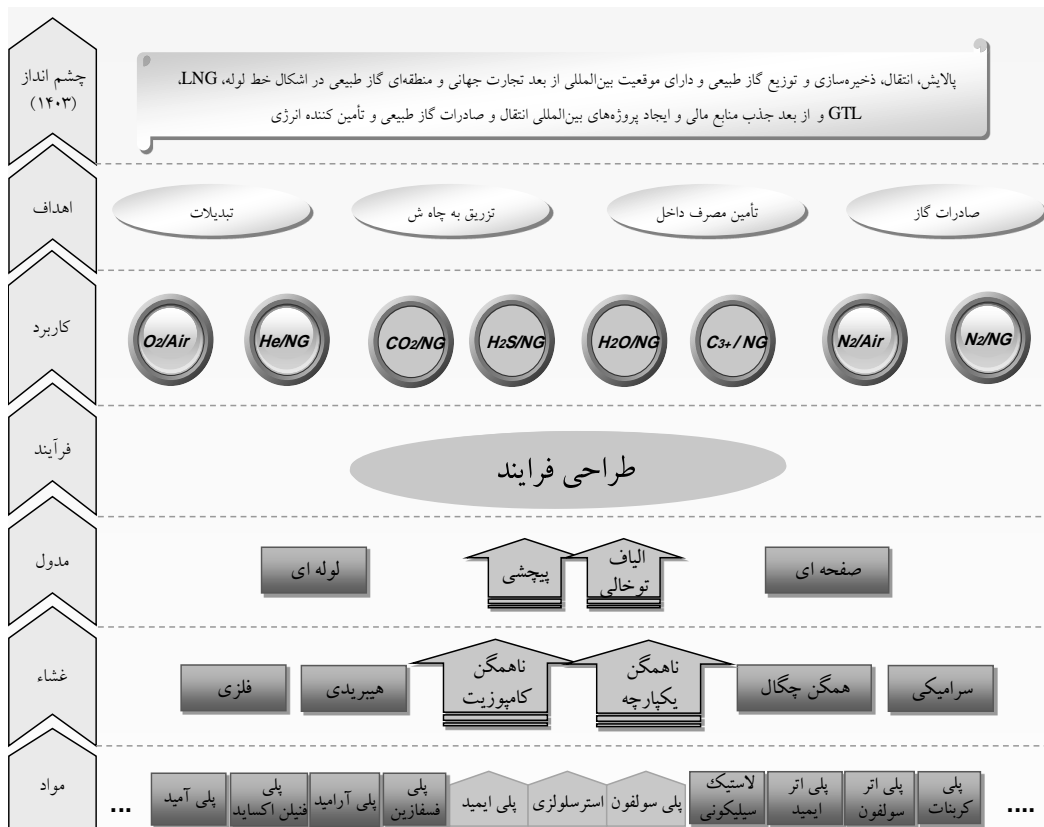 چشم انداز
(۱۴۰۳)
پالایش، انتقال، ذخیره‌سازی و توزیع گاز طبیعی و دارای موقعیت بین‌المللی از بعد تجارت جهانی و منطقه‌ای گاز طبیعی در اشکال خط لوله، LNG،
GTL و از بعد جذب منابع مالی و ایجاد پروژه‌های بین‌المللی انتقال و صادرات گاز طبیعی و تأمین کننده انرژی
اهداف
صادرات گاز
تأمین مصرف داخل
تزریق به چاه ش
تبدیلات
کاربرد
O2/Air
He/NG
CO2/NG
H2S/NG
H2O/NG
C3+/ NG
N2/Air
N2/NG
فرآیند
طراحی فرایند
مدول
صفحه ای
الیاف
توخالی
پیچشی
لوله ای
غشاء
سرامیکی
همگن چگال
ناهمگن
یکپارچه
ناهمگن
کامپوزیت
هیبریدی
فلزی
مواد
....
پلی
کربنات
پلی اتر
سولفون
پلی اتر
ایمید
لاستیک
سیلیکونی
پلی سولفون
استرسلولزی
پلی ایمید
پلی
فسفازین
پلی آرامید
پلی
فنیلن اکساید
پلی آمید
...